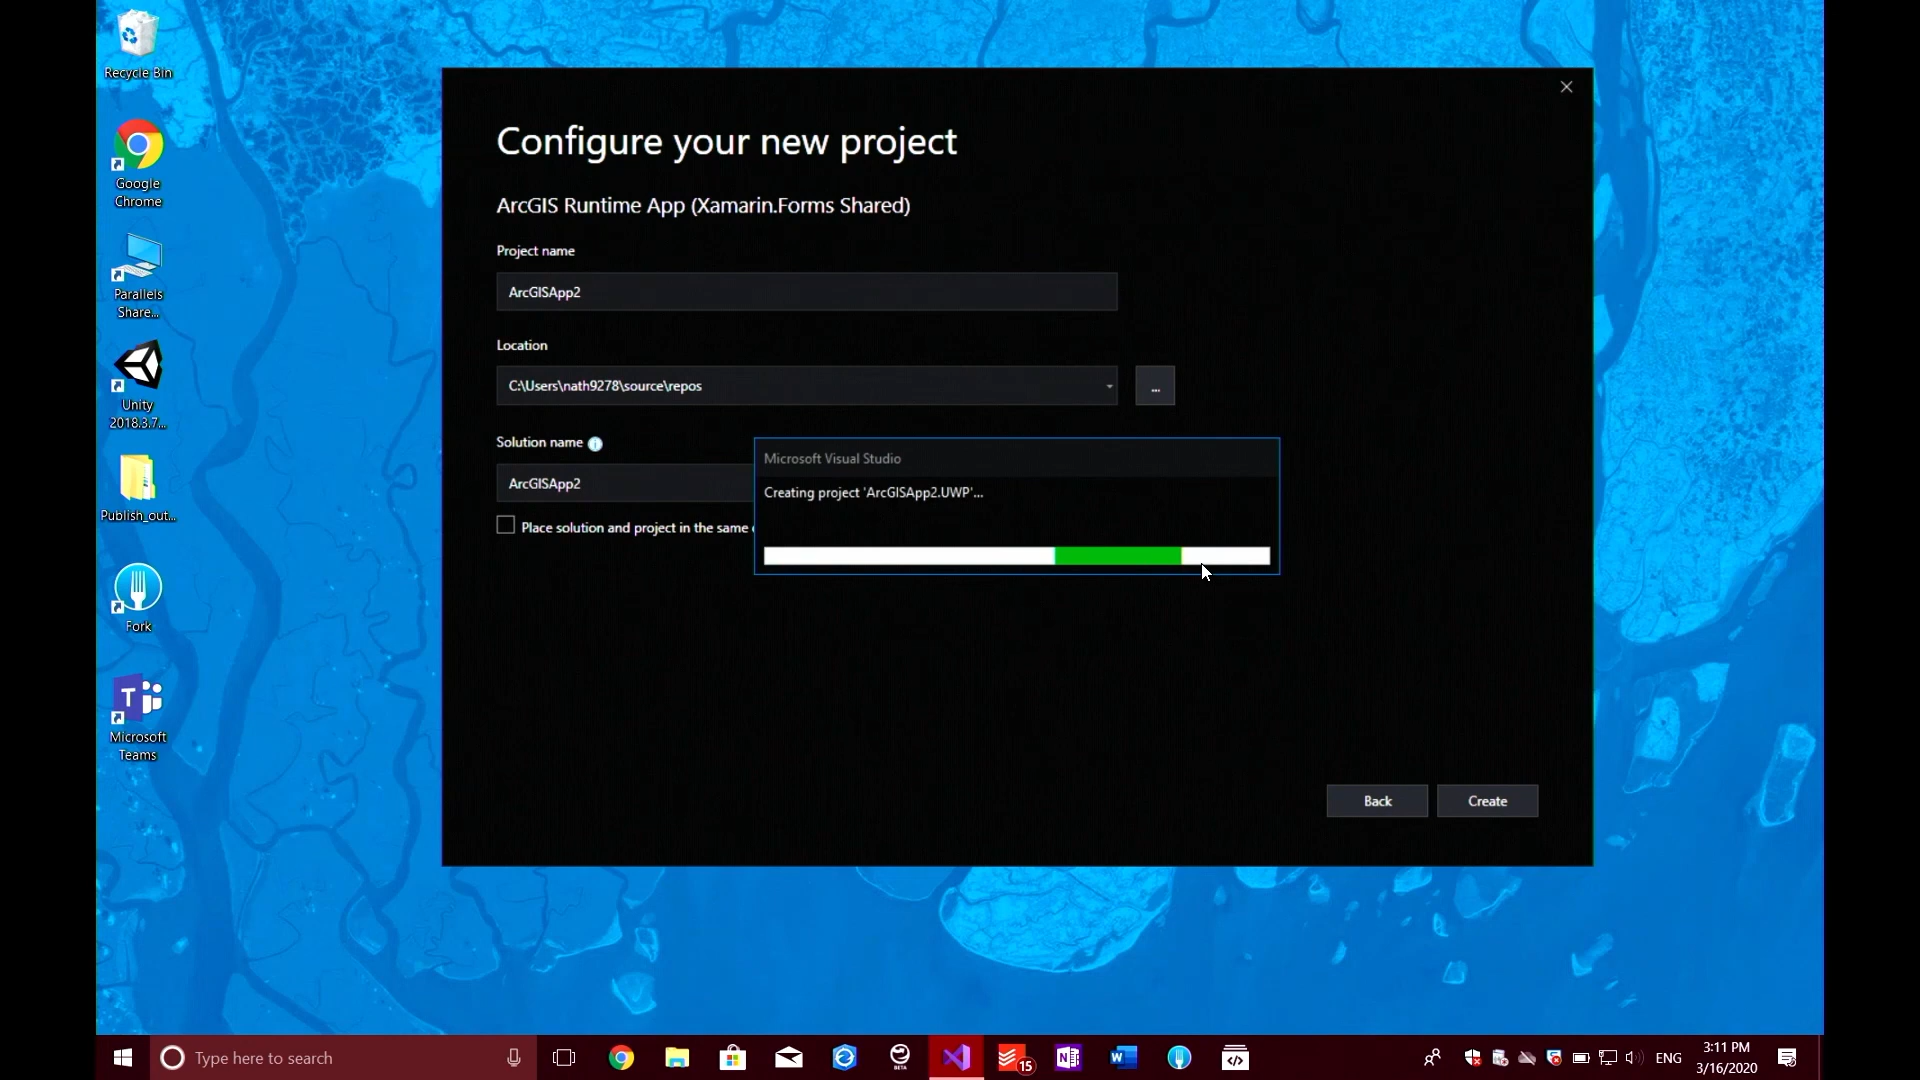 Recycle Bin
Google
Chrome
Parallels
Share...
Unity
2018.3.7...
Publish_out...
Fork
T
Microsoft
Teams
Configure your new project
ArcGIS Runtime App (Xamarin.Forms Shared)
Project name
ArcGISApp2
Location
C:\Users\nath9278\source\repos
...
Solution name
ArcGISApp2
Place solution and project in the same
Microsoft Visual Studio
Creating project 'ArcGISApp2.UWP'...
Back
Create
Type here to search
BETA
15
N
W
ENG
3:11 PM
3/16/2020